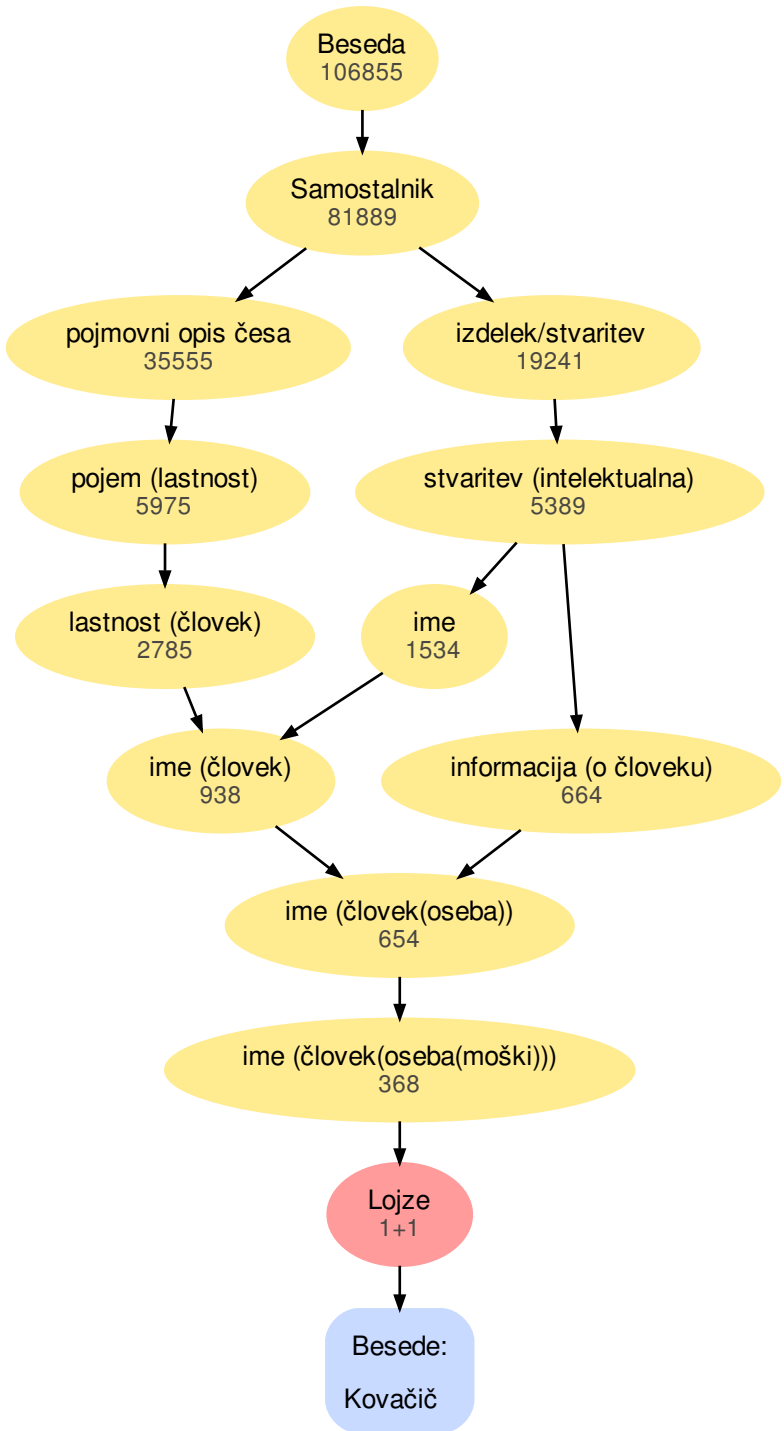 Beseda
106855
Samostalnik
81889
pojmovni opis česa
35555
izdelek/stvaritev
19241
pojem (lastnost)
5975
stvaritev (intelektualna)
5389
lastnost (človek)
2785
ime
1534
ime (človek)
938
informacija (o človeku)
664
ime (človek(oseba))
654
ime (človek(oseba(moški)))
368
Lojze
1+1
Besede:
Kovačič